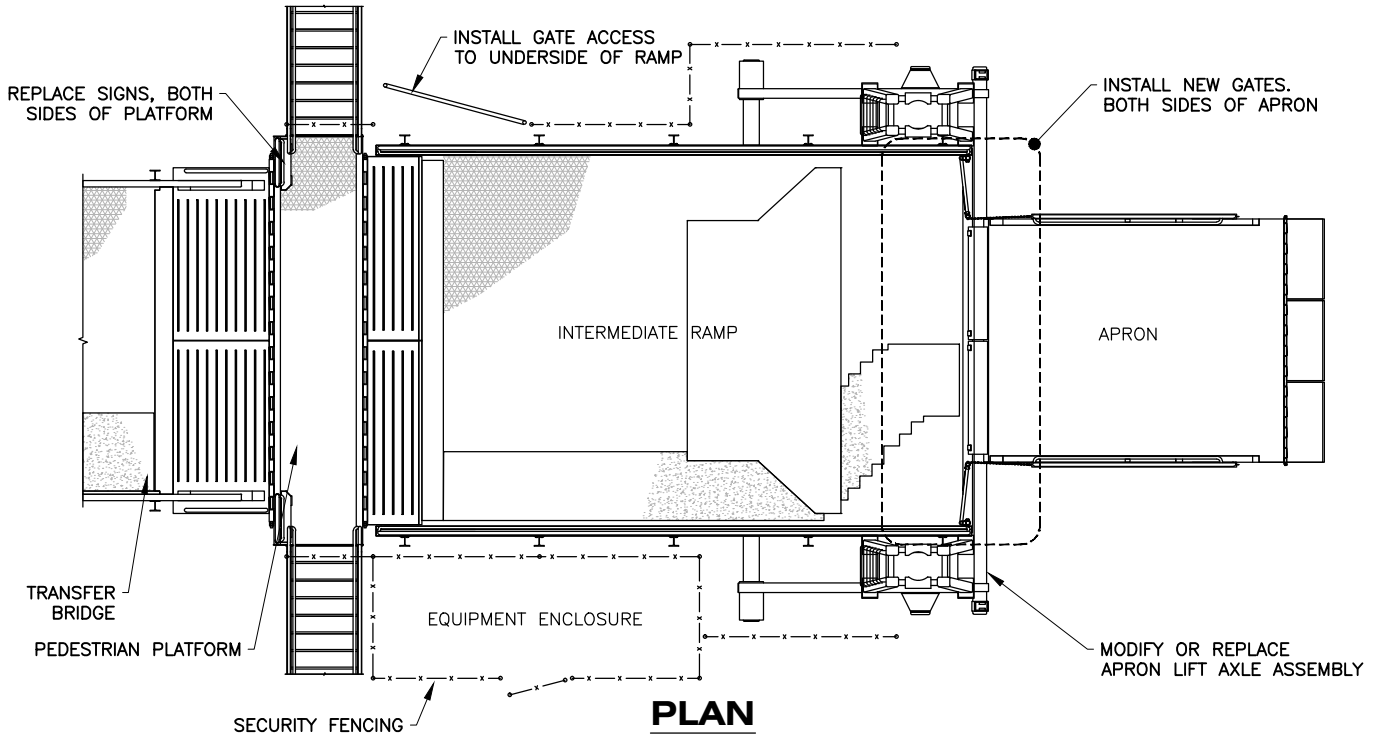 INSTALL GATE ACCESS
TO UNDERSIDE OF RAMP
REPLACE SIGNS, BOTH
SIDES OF PLATFORM
INSTALL NEW GATES.
BOTH SIDES OF APRON
INTERMEDIATE RAMP
APRON
TRANSFER
BRIDGE
PEDESTRIAN PLATFORM
EQUIPMENT ENCLOSURE
MODIFY OR REPLACE
APRON LIFT AXLE ASSEMBLY
SECURITY FENCING
PLAN